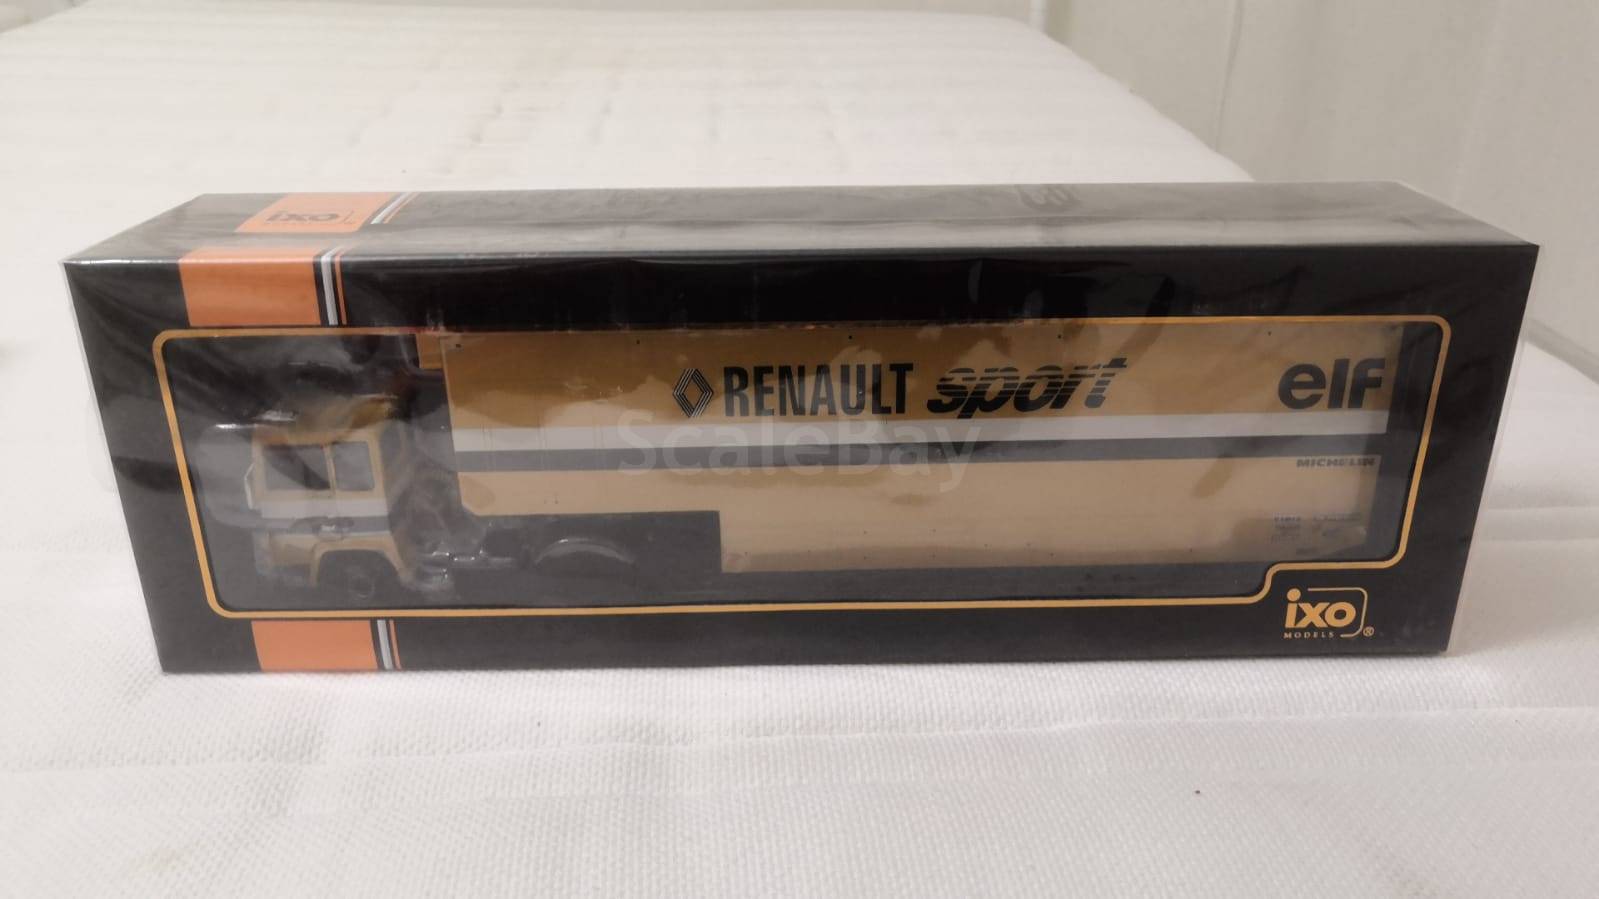 ixo
RENAULT sport
elf
ScaleBay
MICHELIN
ixo
MODELS ®